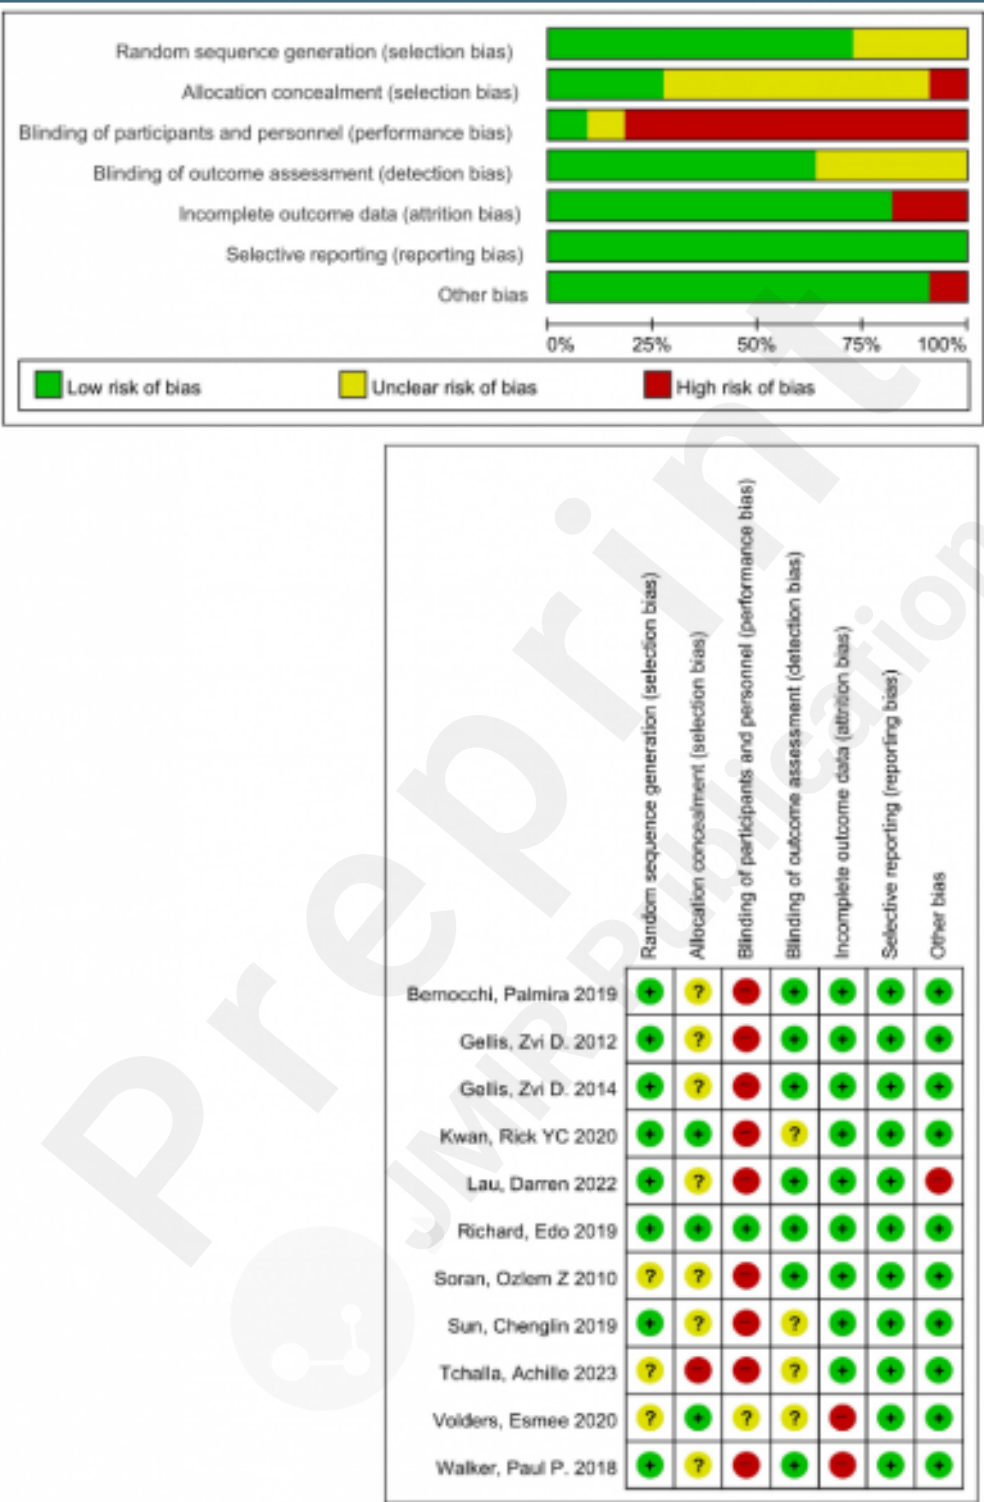 Random sequence generation (selection bias)
Allocation concealment (selection bias)
Blinding of participants and personnel (performance bias)
Blinding of outcome assessment (detection bias)
Incomplete outcome data (attrition bias)
Selective reporting (reporting bias)
Other bias
0% 25% 50% 75% 100%
Low risk of bias Unclear risk of bias High risk of bias
Random sequence generation (selection bias)
Allocation concealment (selection bias)
Blinding of participants and personnel (performance bias)
Blinding of outcome assessment (detection bias)
Incomplete outcome data (attrition bias)
Selective reporting (reporting bias)
Other bias
Bernocchi, Palmira 2019 + ? - + + + +
Gellis, Zvi D. 2012 + ? - + + + +
Gellis, Zvi D. 2014 + ? - + + + +
Kwan, Rick YC 2020 + + - ? + + +
Lau, Darren 2022 + ? - + + + -
Richard, Edo 2019 + + + + + + +
Soran, Ozlem Z 2010 ? ? - + + + +
Sun, Chenglin 2019 + ? - ? + + +
Tchalla, Achille 2023 ? - - ? + + +
Volders, Esmee 2020 ? + ? ? - + +
Walker, Paul P. 2018 + ? - + - + +
Preprint
JMIR Publication